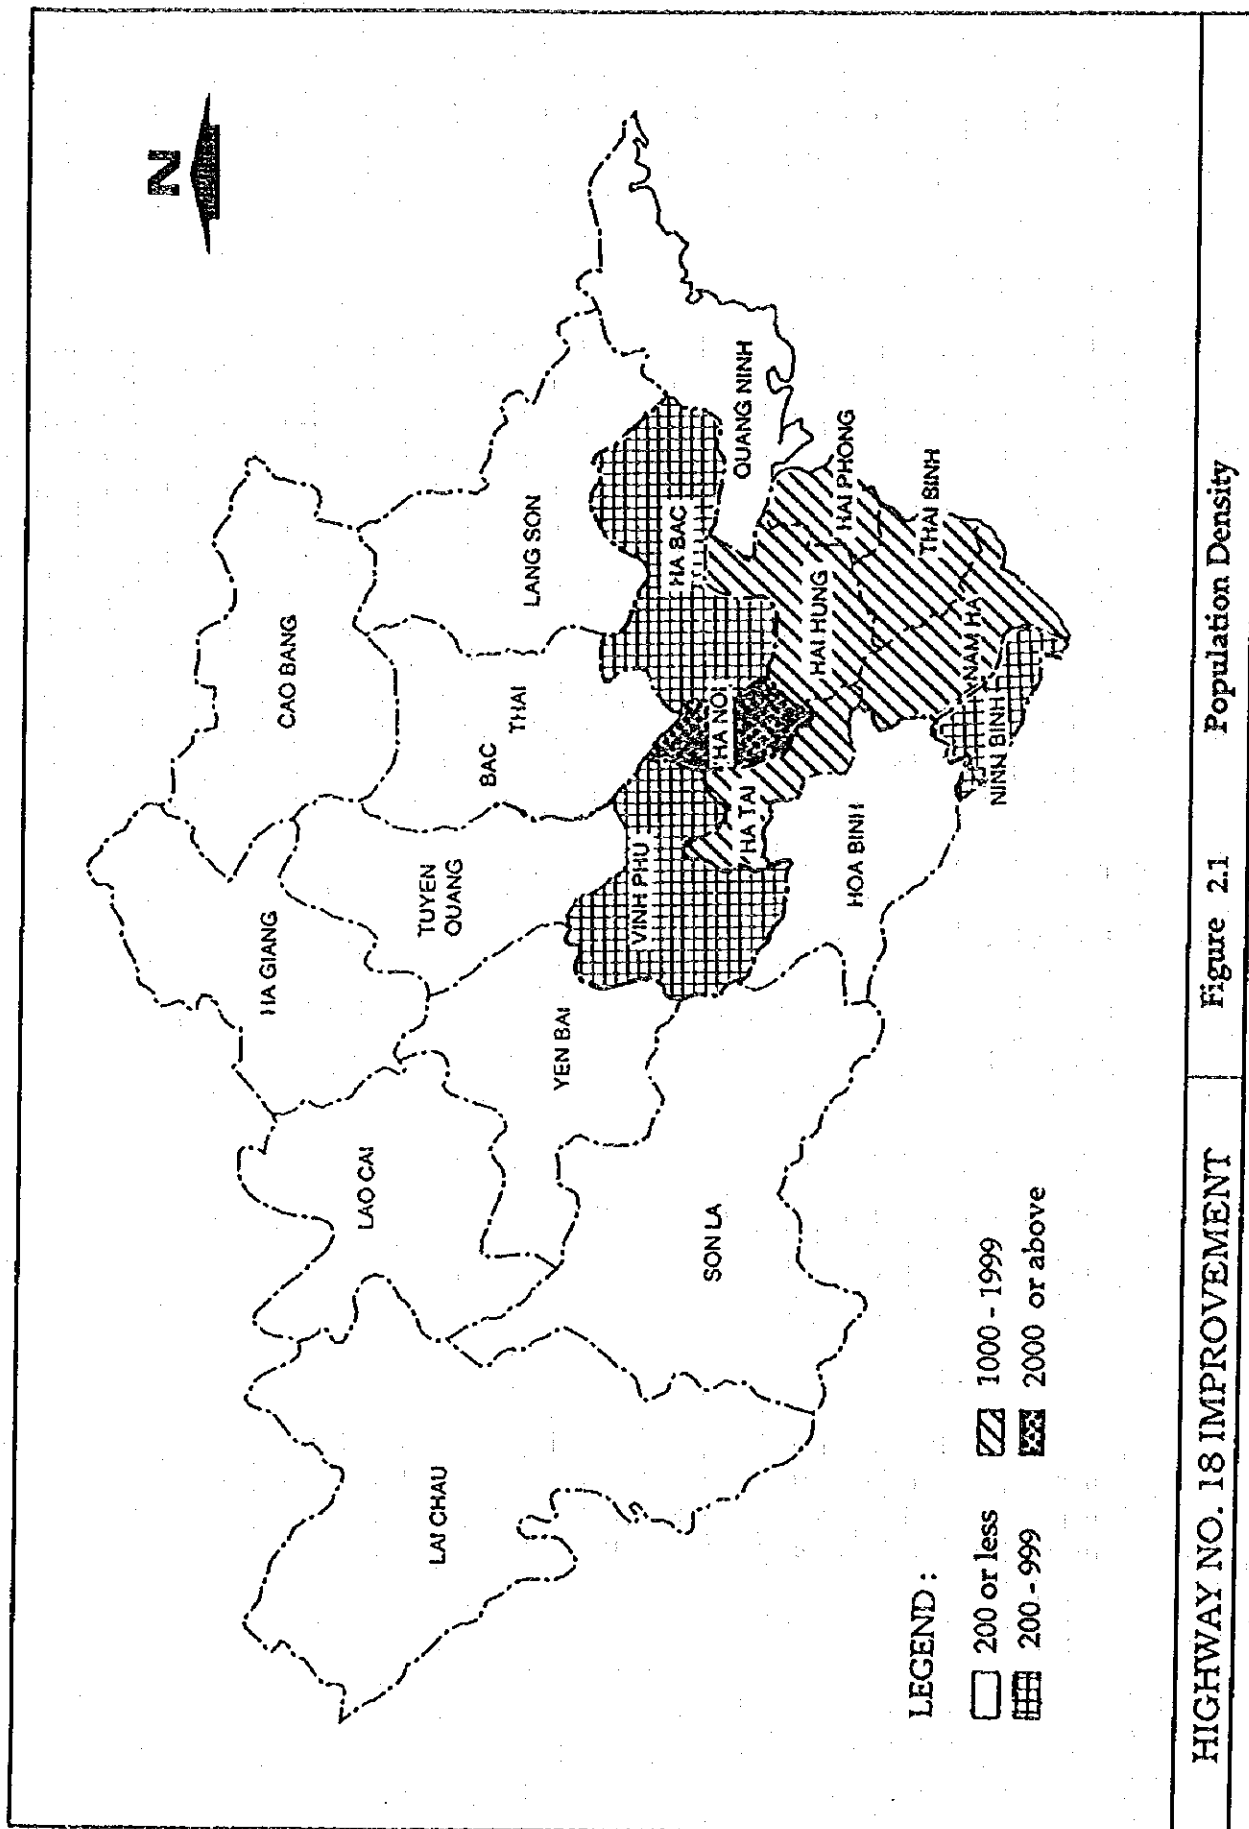 N
CAO BANG
HA GIANG
LAO CAI
LAI CHAU
TUYEN
QUANG
BAC
THAI
LANG SON
YEN BAI
VINH PHU
HA BAC
QUANG NINH
HA NOI
HA TAI
SON LA
HOA BINH
HAI HUNG
HAI PHONG
THAI BINH
NAM HA
NINH BINH
LEGEND :
200 or less
1000 - 1999
200 - 999
2000 or above
HIGHWAY NO. 18 IMPROVEMENT
Figure 2.1 Population Density